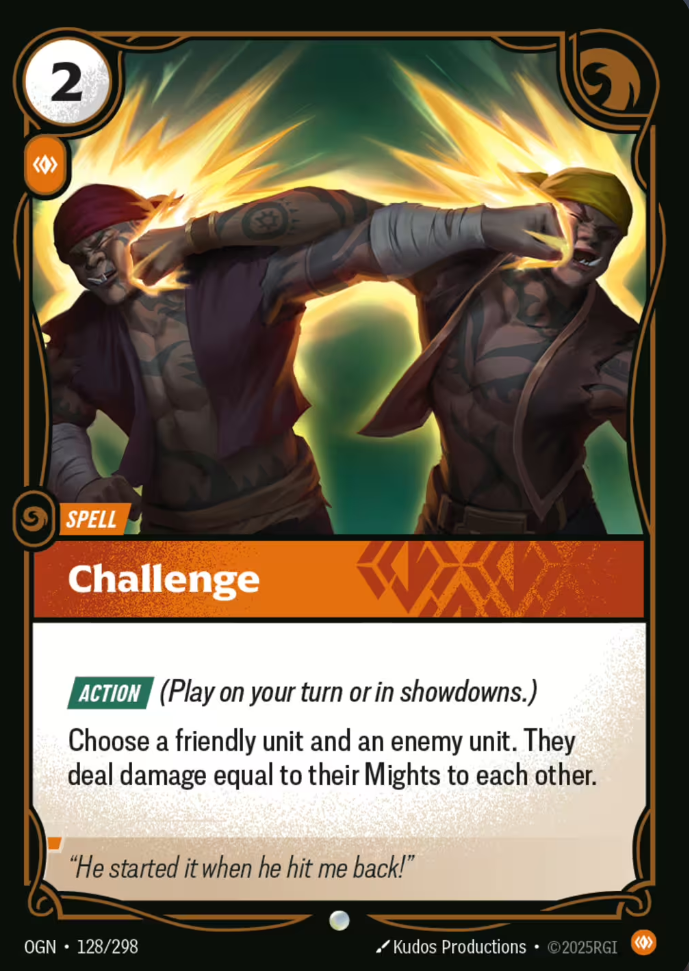 2
SPELL
Challenge
ACTION (Play on your turn or in showdowns.)
Choose a friendly unit and an enemy unit. They
deal damage equal to their Mights to each other.
“He started it when he hit me back!”
OGN • 128/298 Kudos Productions • ©2025RGI